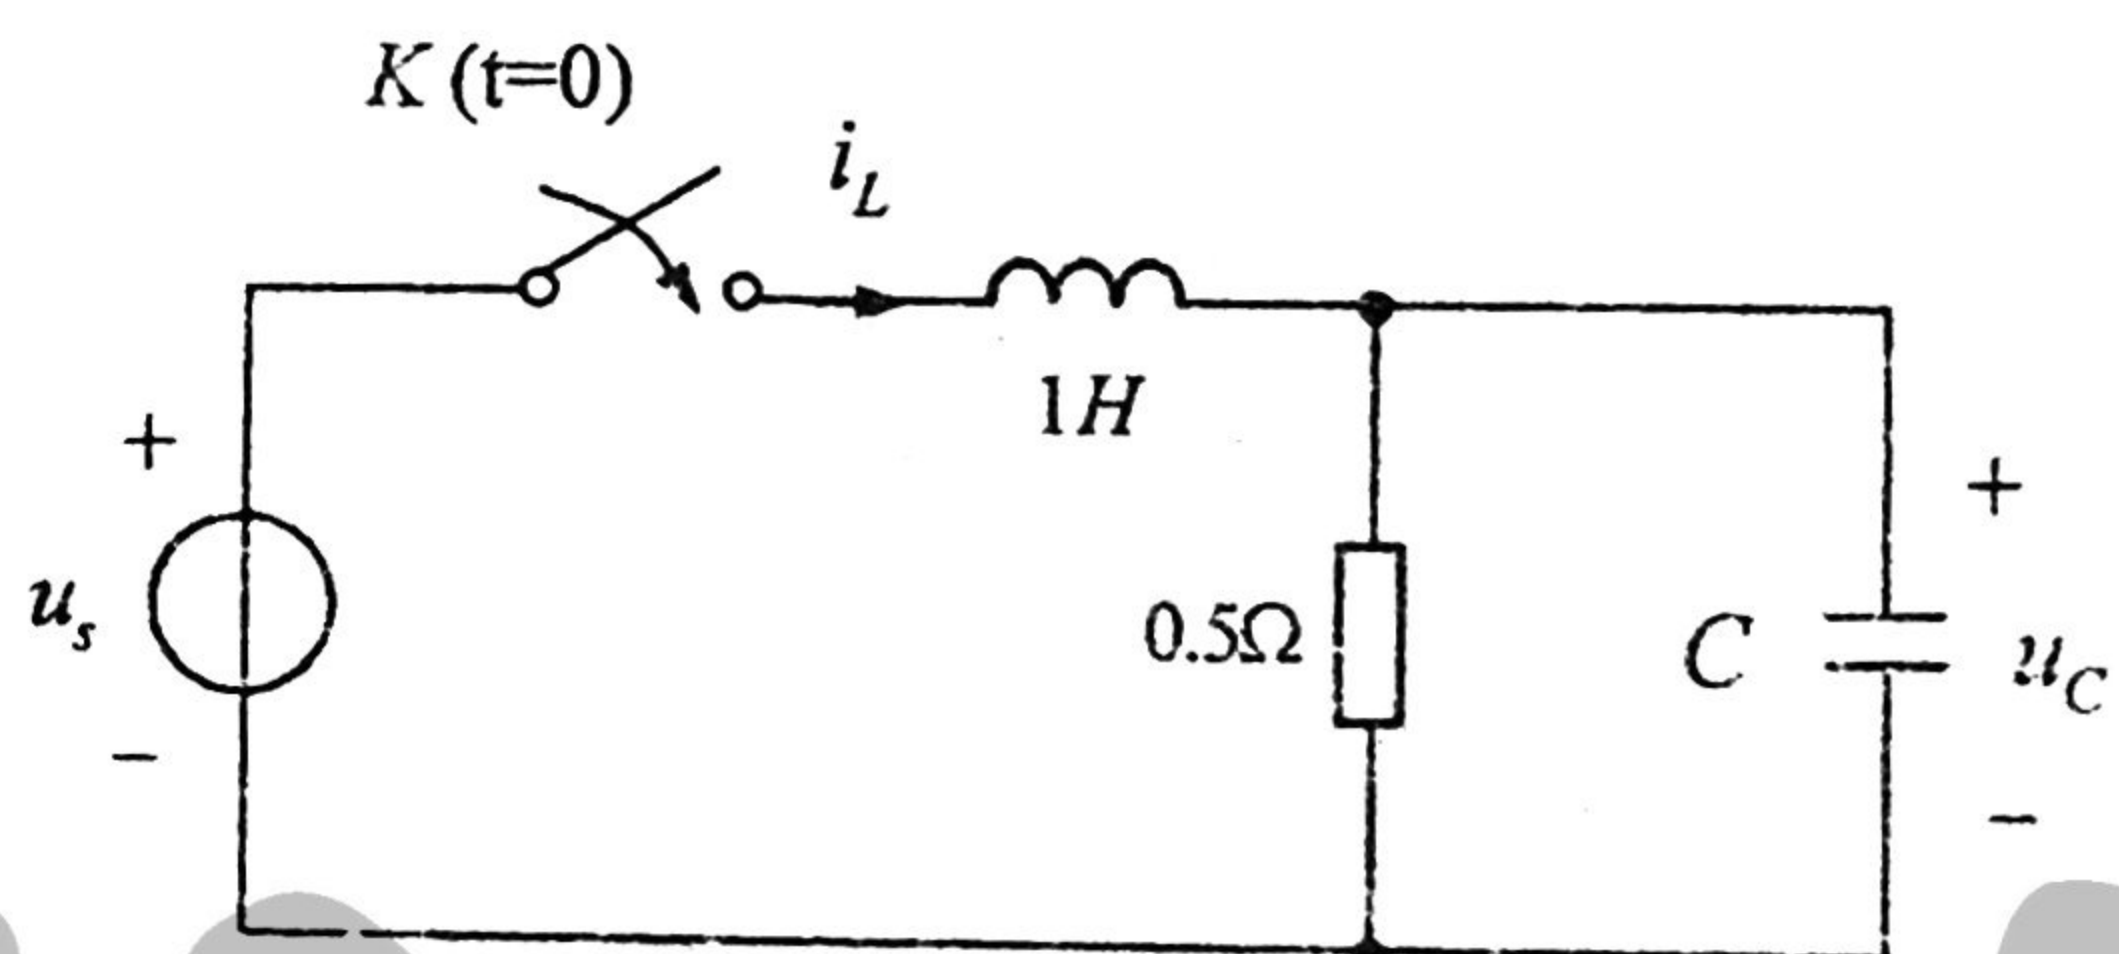 K (t=0)
i_L
1H
+
u_s
−
0.5Ω
C
+
u_C
−